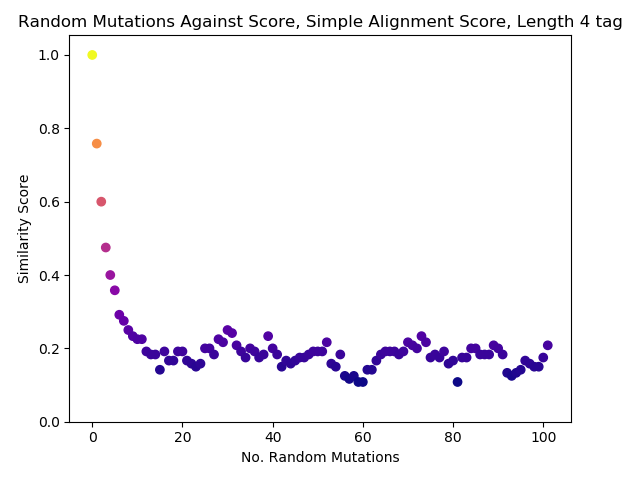 Random Mutations Against Score, Simple Alignment Score, Length 4 tag
1.0
0.8
0.6
0.4
0.2
0.0
Similarity Score
0 20 40 60 80 100
No. Random Mutations